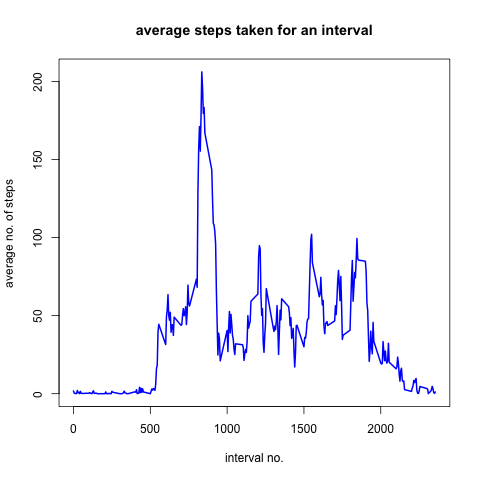 average steps taken for an interval
average no. of steps
200
150
100
50
0
0 500 1000 1500 2000
interval no.